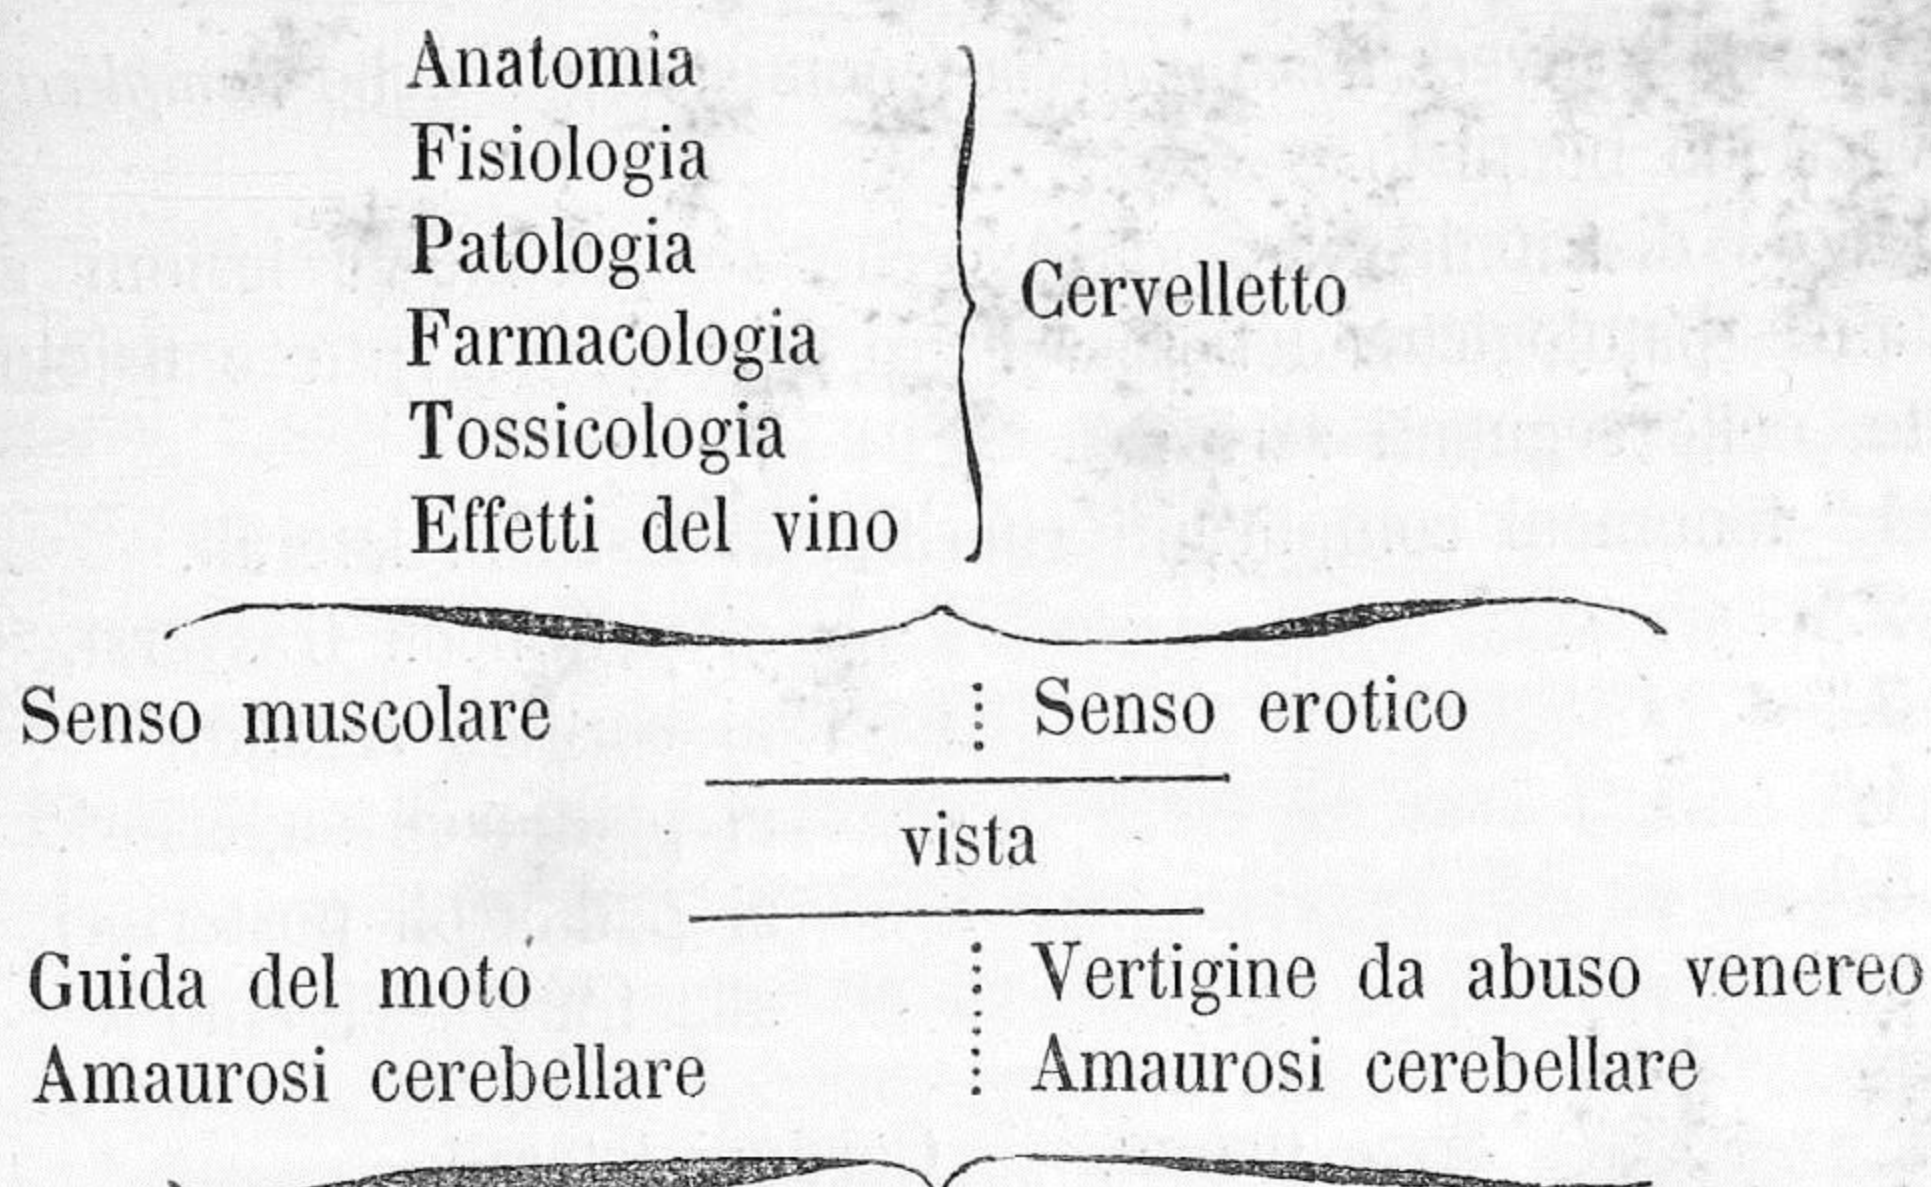 Anatomia
Fisiologia
Patologia
Farmacologia
Tossicologia
Effetti del vino
Cervelletto
Senso muscolare
Senso erotico
vista
Guida del moto
Amaurosi cerebellare
Vertigine da abuso venereo
Amaurosi cerebellare